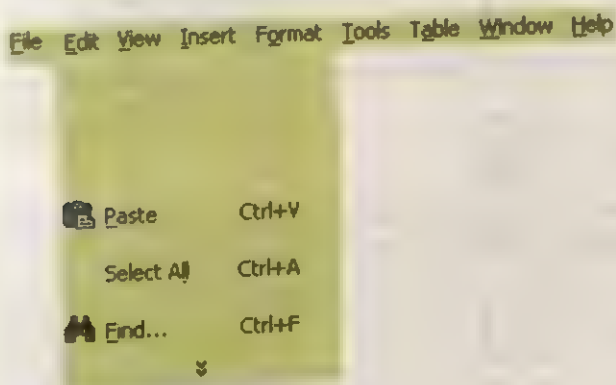 File Edit View Insert Format Tools Table Window Help
Paste Ctrl+V
Select All Ctrl+A
Find... Ctrl+F